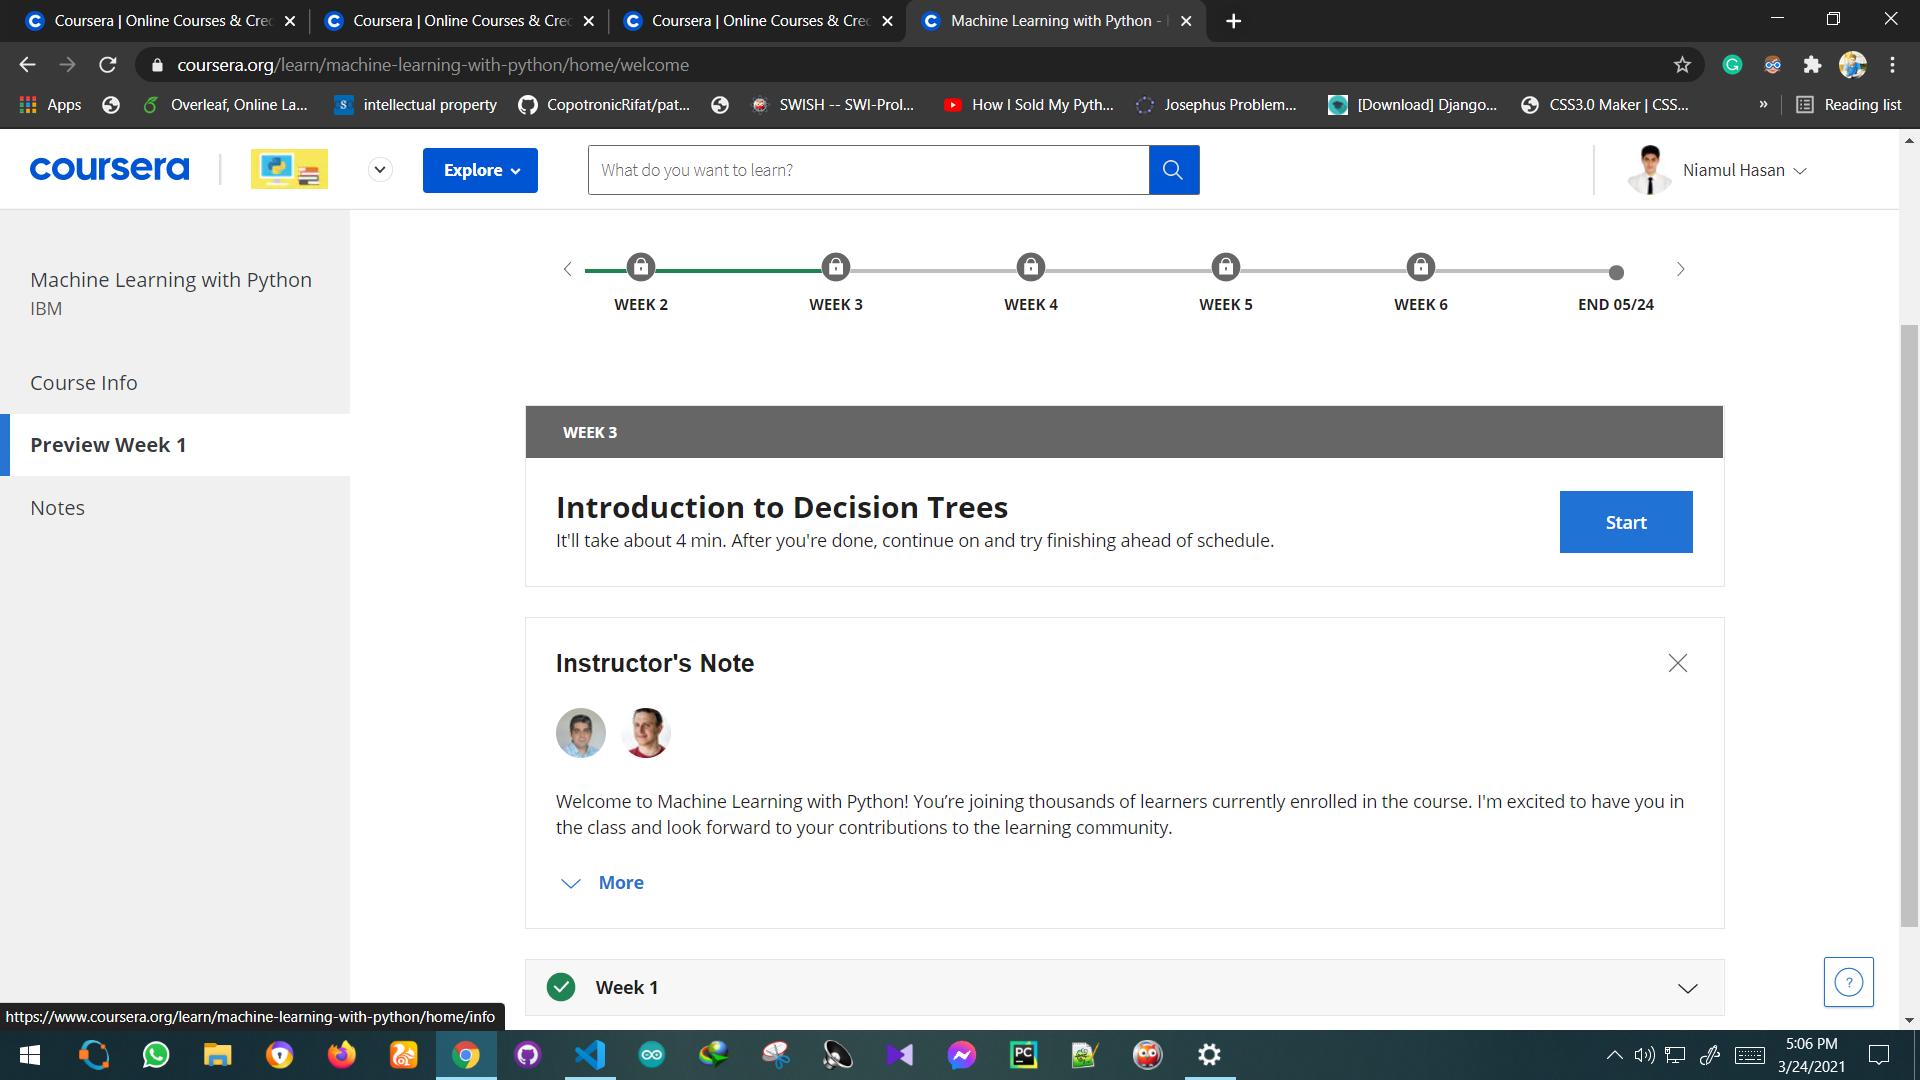 Coursera | Online Courses & Cred
Coursera | Online Courses & Cred
Coursera | Online Courses & Cred
Machine Learning with Python -
coursera.org/learn/machine-learning-with-python/home/welcome
Apps
Overleaf, Online La...
intellectual property
CopotronicRifat/pat...
SWISH -- SWI-Prol...
How I Sold My Pyth...
Josephus Problem...
[Download] Django...
CSS3.0 Maker | CSS...
»
Reading list
coursera
Explore
What do you want to learn?
Niamul Hasan
Machine Learning with Python
IBM
Course Info
Preview Week 1
Notes
WEEK 2
WEEK 3
WEEK 4
WEEK 5
WEEK 6
END 05/24
WEEK 3
Introduction to Decision Trees
It'll take about 4 min. After you're done, continue on and try finishing ahead of schedule.
Start
Instructor's Note
Welcome to Machine Learning with Python! You’re joining thousands of learners currently enrolled in the course. I'm excited to have you in
the class and look forward to your contributions to the learning community.
More
Week 1
?
https://www.coursera.org/learn/machine-learning-with-python/home/info
PC
5:06 PM
3/24/2021